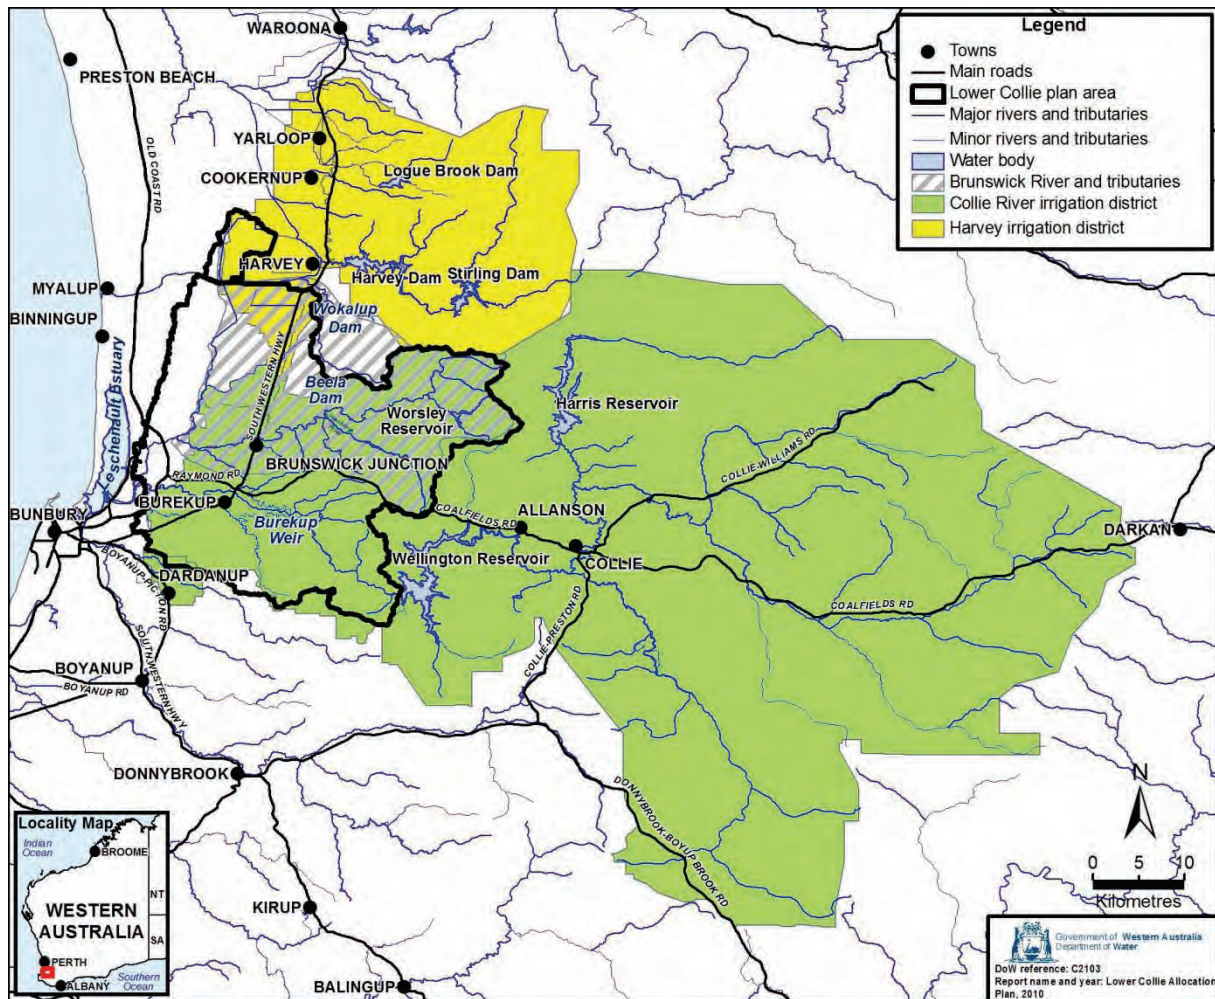 WAROONA
PRESTON BEACH
OLD COAST RD
YARLOOP
COOKERNUP
Logue Brook Dam
HARVEY
Harvey Dam
Stirling Dam
MYALUP
BINNINGUP
Wokalup
Dam
Leschenault Estuary
SOUTH WESTERN HWY
Beela
Dam
Worsley
Reservoir
Harris Reservoir
BRUNSWICK JUNCTION
RAYMOND RD
COLLIE-WILLIAMS RD
BUREKUP
BUNBURY
Burekup
Weir
COALFIELDS RD
ALLANSON
DARKAN
Wellington Reservoir
COLLIE
BOYANUP-PICTON RD
DARDANUP
COALFIELDS RD
COLLIE-PRESTON RD
BOYANUP
BOYANUP RD
SOUTH WESTERN HWY
DONNYBROOK
DONNYBROOK-BOYUP BROOK RD
KIRUP
BALINGUP
Legend
Towns
Main roads
Lower Collie plan area
Major rivers and tributaries
Minor rivers and tributaries
Water body
Brunswick River and tributaries
Collie River irrigation district
Harvey irrigation district
N
0 5 10
Kilometres
Locality Map
Indian
Ocean
BROOME
NT
WESTERN
AUSTRALIA
SA
PERTH
ALBANY
Southern
Ocean
Government of Western Australia
Department of Water
DoW reference: C2103
Report name and year: Lower Collie Allocation
Plan, 2010